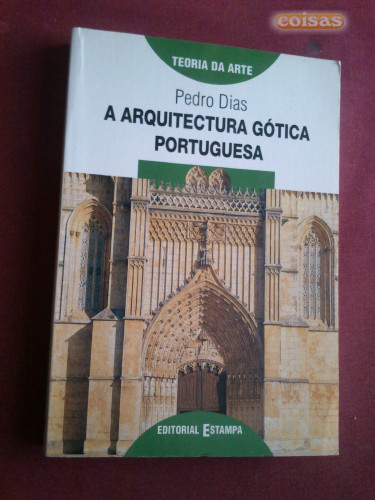 coisas
TEORIA DA ARTE
Pedro Dias
A ARQUITECTURA GÓTICA
PORTUGUESA
EDITORIAL ESTAMPA